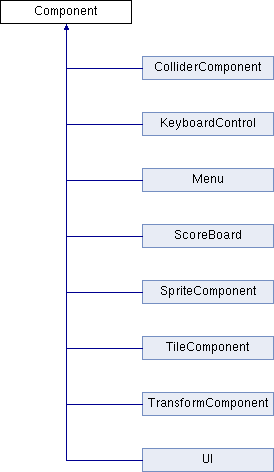 Component
ColliderComponent
KeyboardControl
Menu
ScoreBoard
SpriteComponent
TileComponent
TransformComponent
UI